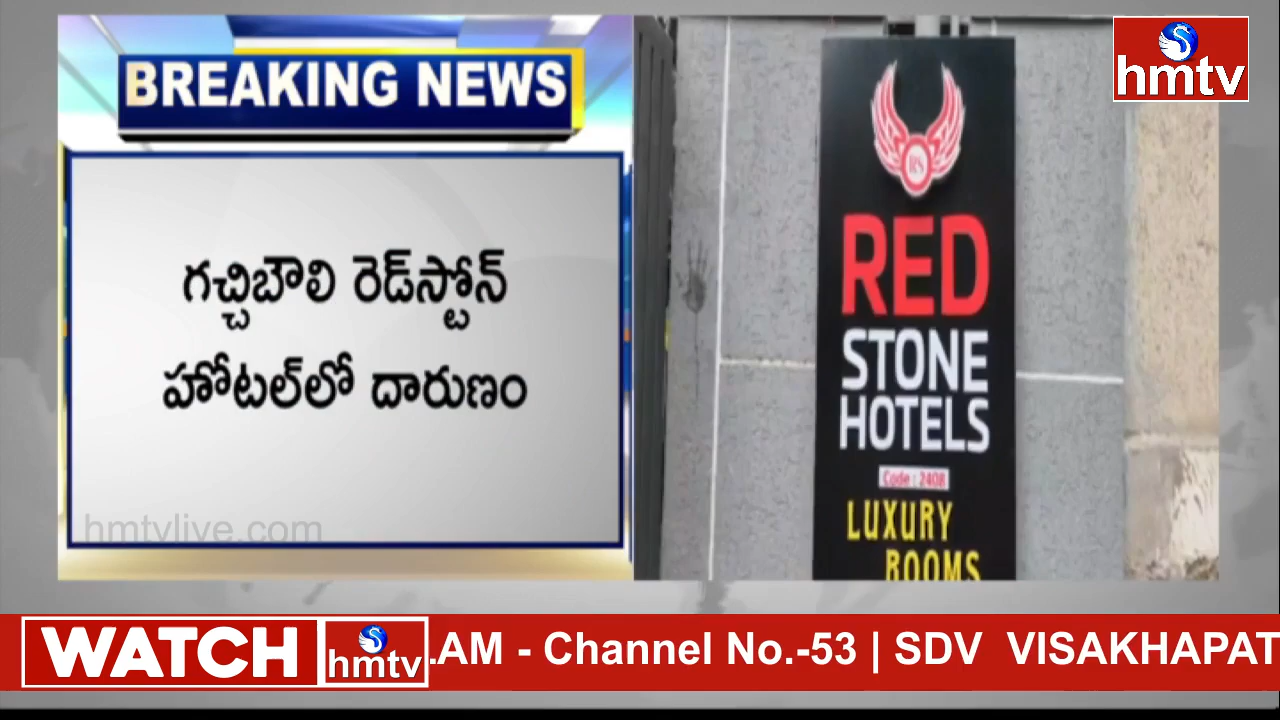 BREAKING NEWS
గచ్చిబౌలి రెడ్‌స్టోన్
హోటల్‌లో దారుణం
hmtvlive.com
hmtv
RS
RED
STONE
HOTELS
Code : 2408
LUXURY
ROOMS
WATCH hmtv .AM - Channel No.-53 | SDV VISAKHAPAT